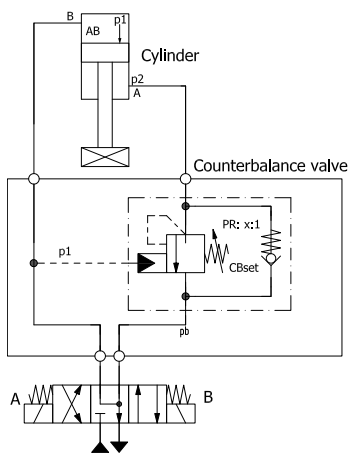 B
p1
AB
Cylinder
p2
A
Counterbalance valve
PR: x:1
p1
CBset
pb
A
B